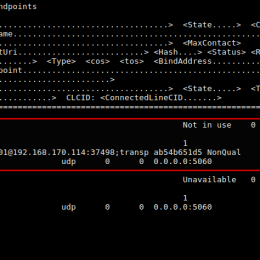 ndpoints
..................................> <State.....> <C
ame..................................
..................................> <MaxContact>
tUri..........................> <Hash....> <Status> <R
.......> <Type> <cos> <tos> <BindAddress..................
point..................................
......................>
..................................> <State.....> <T
...........> CLCID: <ConnectedLineCID.......>
==========================================
Not in use 0
1
01@192.168.170.114:37498;transp ab54b651d5 NonQual
udp 0 0 0.0.0.0:5060
Unavailable 0
1
udp 0 0 0.0.0.0:5060